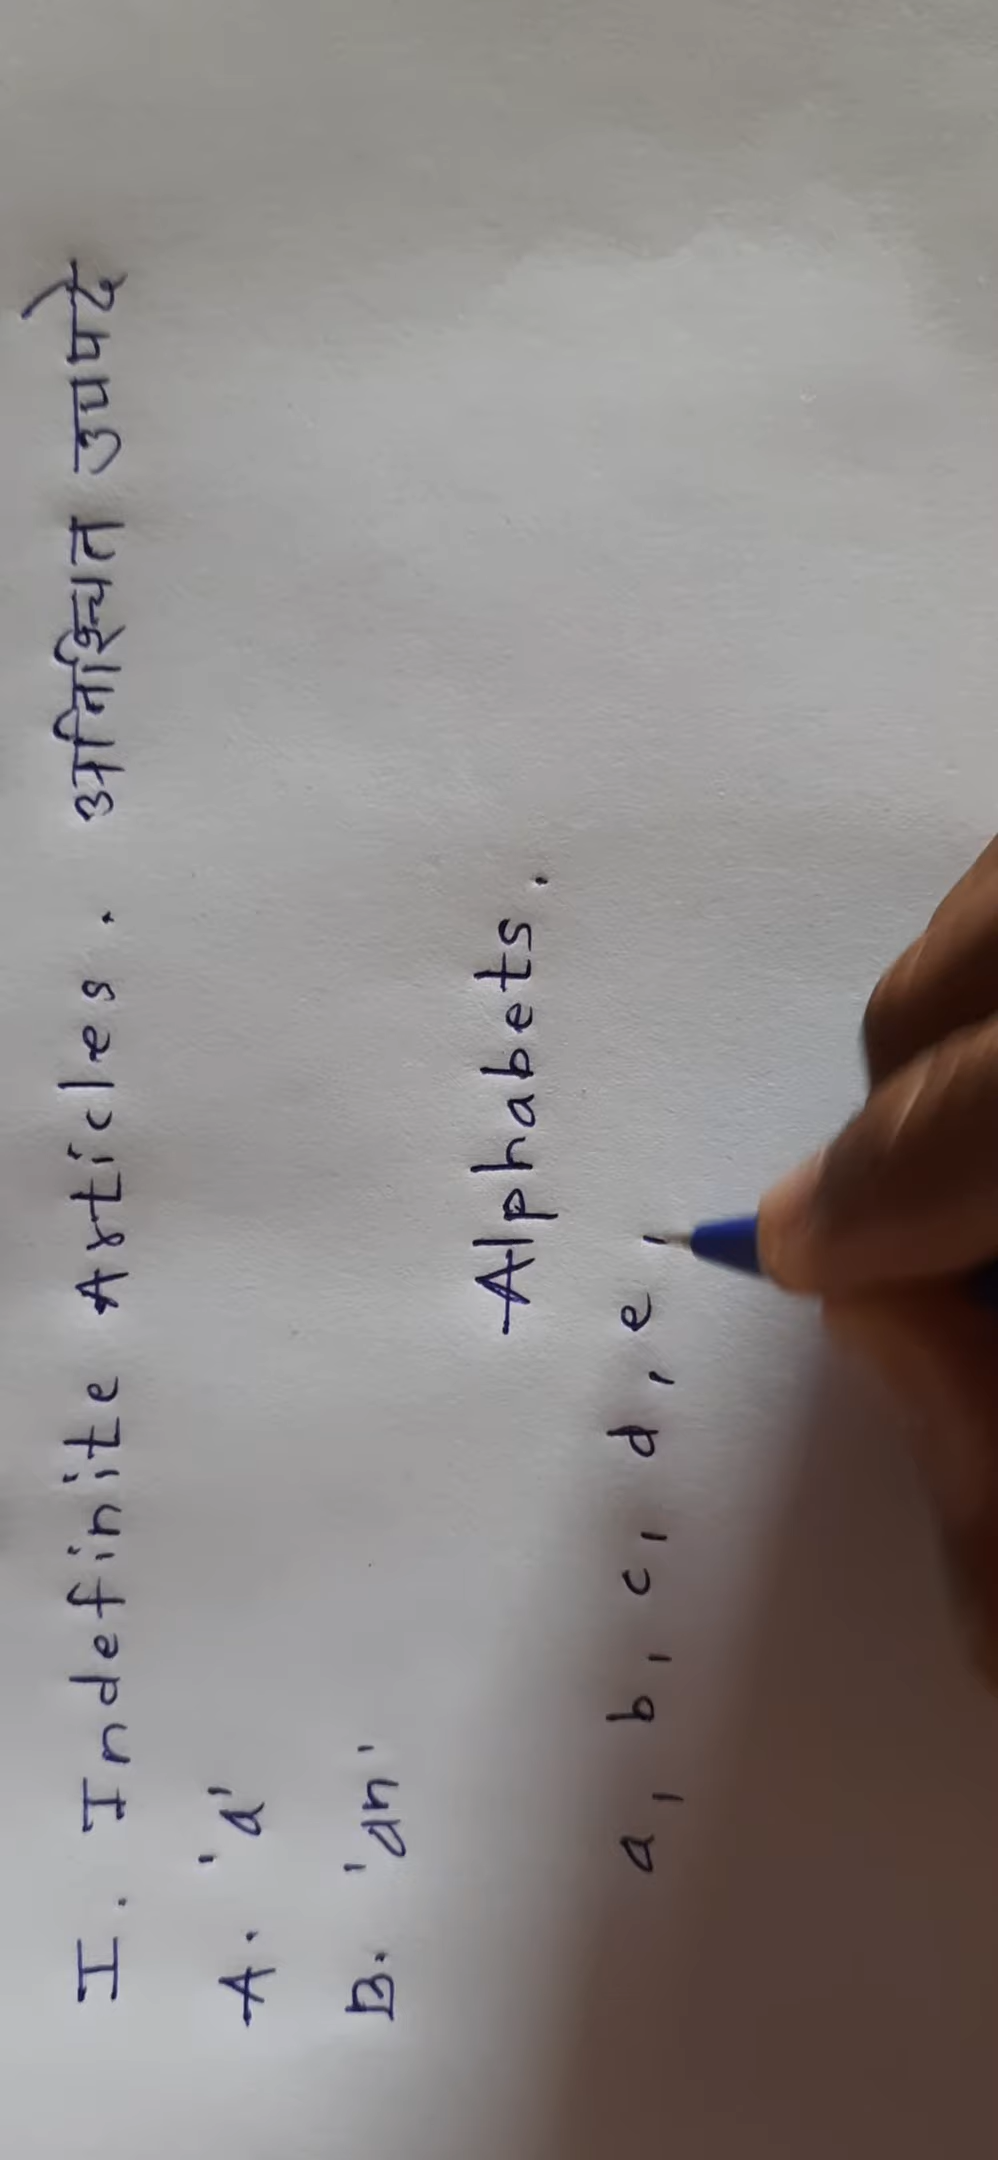 I. Indefinite Articles. अनिश्चित उपपदे
A. 'a'
B. 'an'
Alphabets.
a, b, c, d, e,